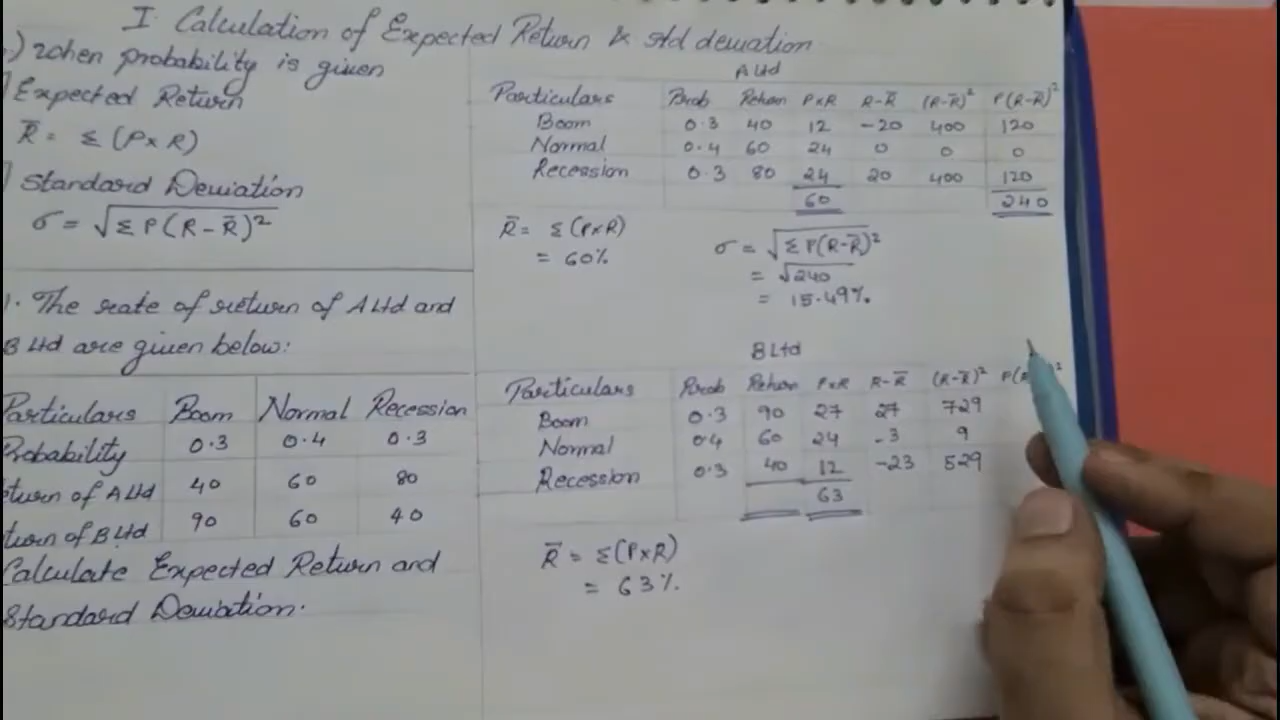 I. Calculation of Expected Return & Std deviation
.) When probability is given
Expected Return
R̄ = Σ (P×R)
Standard Deviation
σ = √Σ P(R-R̄)²
1. The rate of return of A Ltd and
B Ltd are given below:
Particulars Boom Normal Recession
Probability 0.3 0.4 0.3
turn of A Ltd 40 60 80
turn of B Ltd 90 60 40
Calculate Expected Return and
Standard Deviation.
A Ltd
Particulars Prob Return P×R R-R̄ (R-R̄)² P(R-R̄)²
Boom 0.3 40 12 -20 400 120
Normal 0.4 60 24 0 0 0
Recession 0.3 80 24 20 400 120
60 240
R̄ = Σ (P×R)
= 60%
σ = √Σ P(R-R̄)²
= √240
= 15.49%
B Ltd
Particulars Prob Return P×R R-R̄ (R-R̄)² P(R
Boom 0.3 90 27 27 729
Normal 0.4 60 24 -3 9
Recession 0.3 40 12 -23 529
63
R̄ = Σ(P×R)
= 63%.